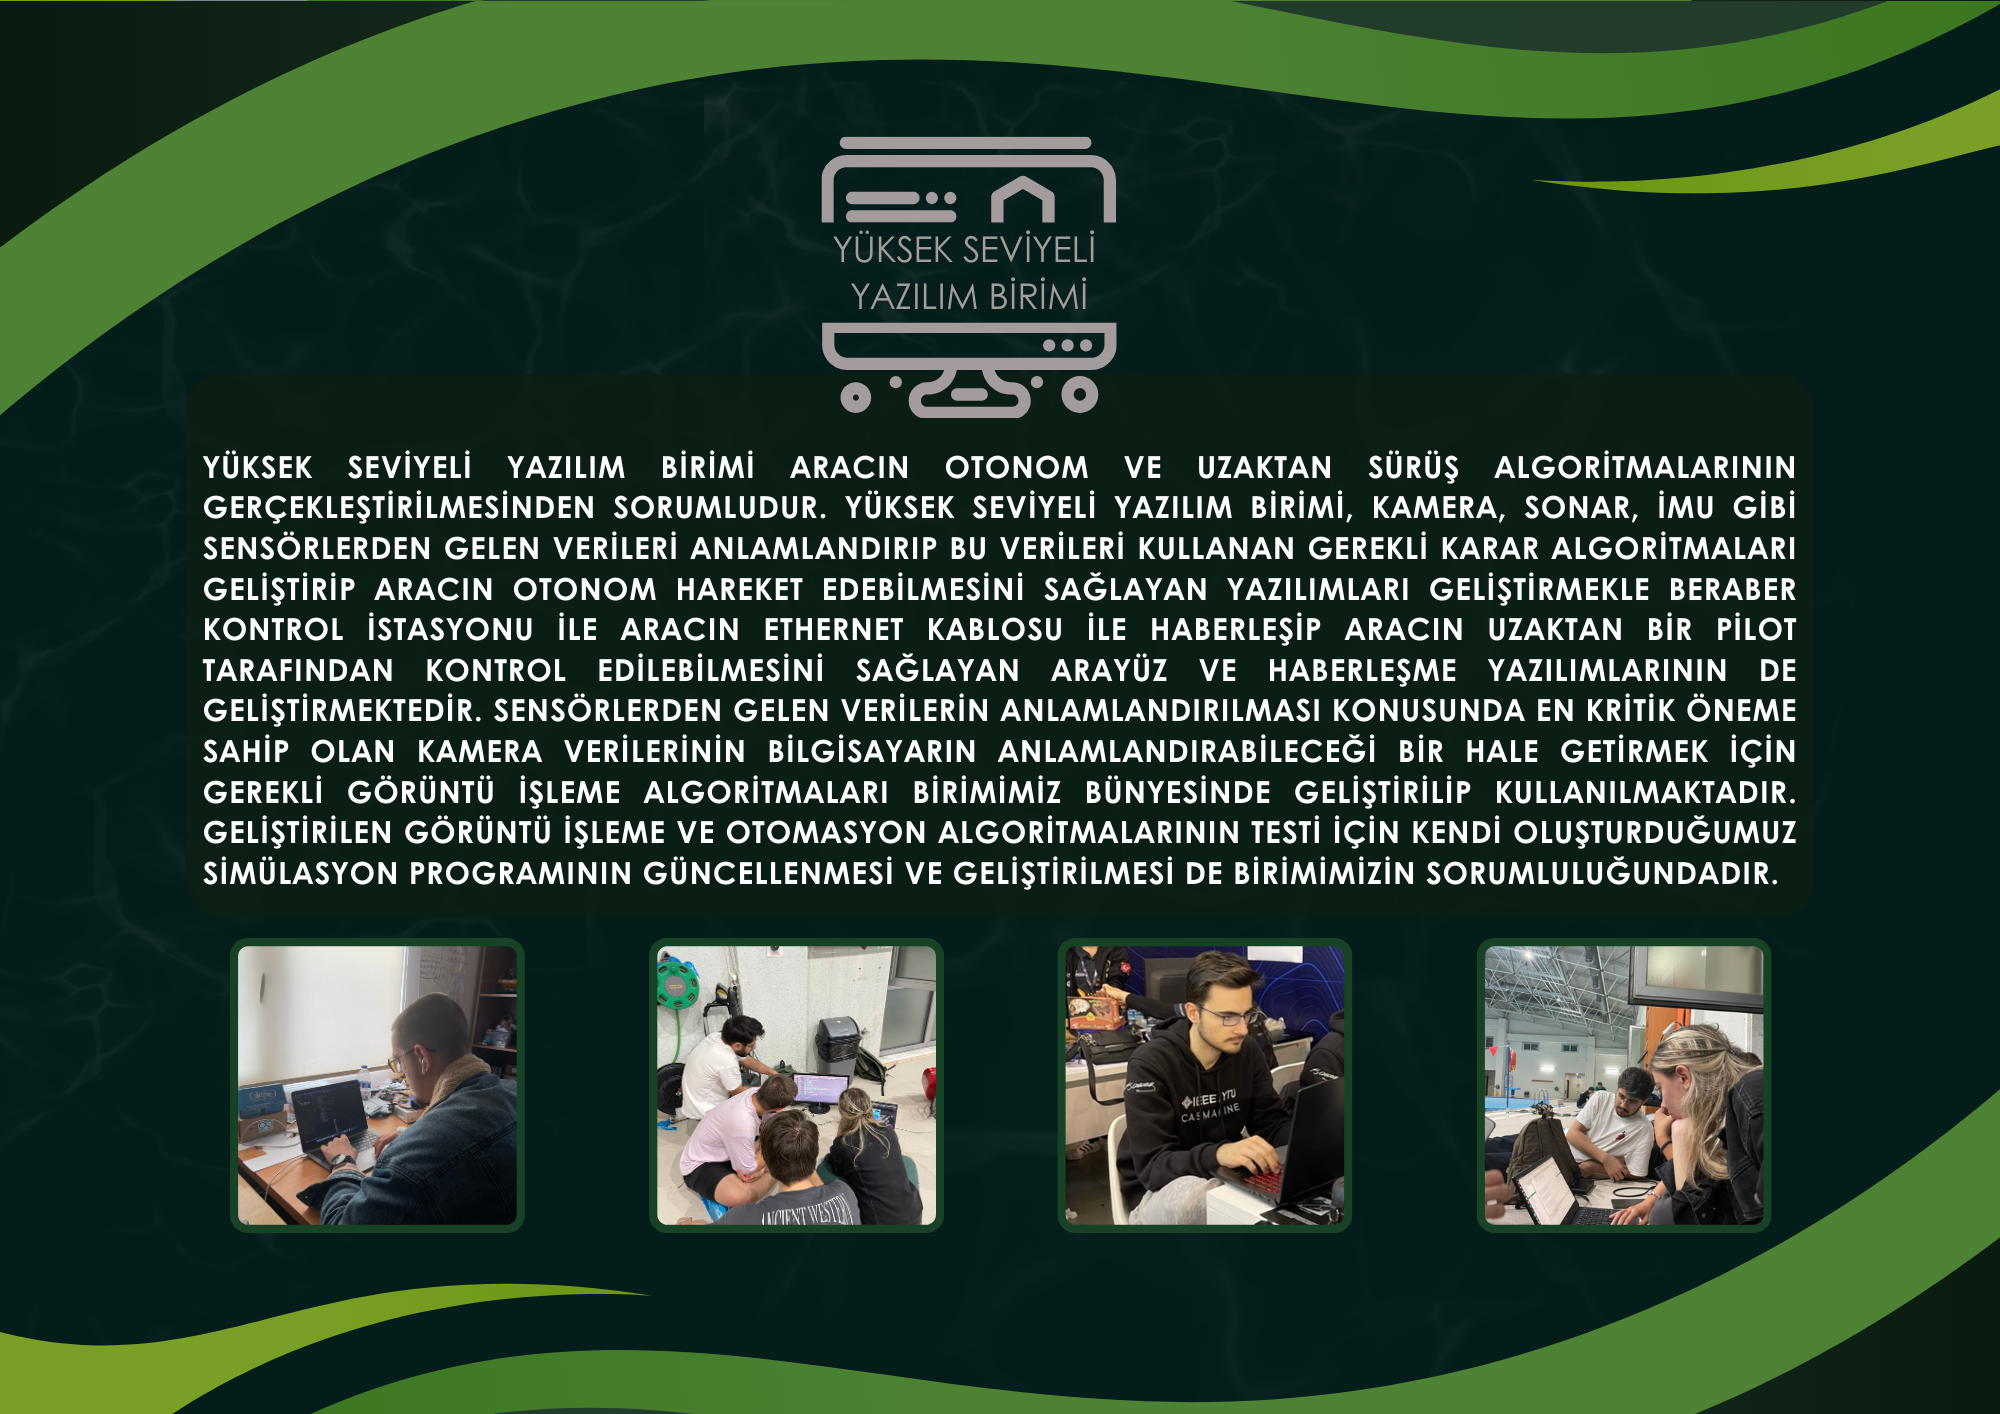 YÜKSEK SEVİYELİ
YAZILIM BİRİMİ
YÜKSEK SEVİYELİ YAZILIM BİRİMİ ARACIN OTONOM VE UZAKTAN SÜRÜŞ ALGORİTMALARININ
GERÇEKLEŞTİRİLMESİNDEN SORUMLUDUR. YÜKSEK SEVİYELİ YAZILIM BİRİMİ, KAMERA, SONAR, İMU GİBİ
SENSÖRLERDEN GELEN VERİLERİ ANLAMLANDIRIP BU VERİLERİ KULLANAN GEREKLİ KARAR ALGORİTMALARI
GELİŞTİRİP ARACIN OTONOM HAREKET EDEBİLMESİNİ SAĞLAYAN YAZILIMLARI GELİŞTİRMEKLE BERABER
KONTROL İSTASYONU İLE ARACIN ETHERNET KABLOSU İLE HABERLEŞİP ARACIN UZAKTAN BİR PİLOT
TARAFINDAN KONTROL EDİLEBİLMESİNİ SAĞLAYAN ARAYÜZ VE HABERLEŞME YAZILIMLARININ DE
GELİŞTİRMEKTEDİR. SENSÖRLERDEN GELEN VERİLERİN ANLAMLANDIRILMASI KONUSUNDA EN KRİTİK ÖNEME
SAHİP OLAN KAMERA VERİLERİNİN BİLGİSAYARIN ANLAMLANDIRABİLECEĞİ BİR HALE GETİRMEK İÇİN
GEREKLİ GÖRÜNTÜ İŞLEME ALGORİTMALARI BİRİMİMİZ BÜNYESİNDE GELİŞTİRİLİP KULLANILMAKTADIR.
GELİŞTİRİLEN GÖRÜNTÜ İŞLEME VE OTOMASYON ALGORİTMALARININ TESTİ İÇİN KENDİ OLUŞTURDUĞUMUZ
SİMÜLASYON PROGRAMININ GÜNCELLENMESİ VE GELİŞTİRİLMESİ DE BİRİMİMİZİN SORUMLULUĞUNDADIR.
ANCIENT WESTERN
IEEE YTU